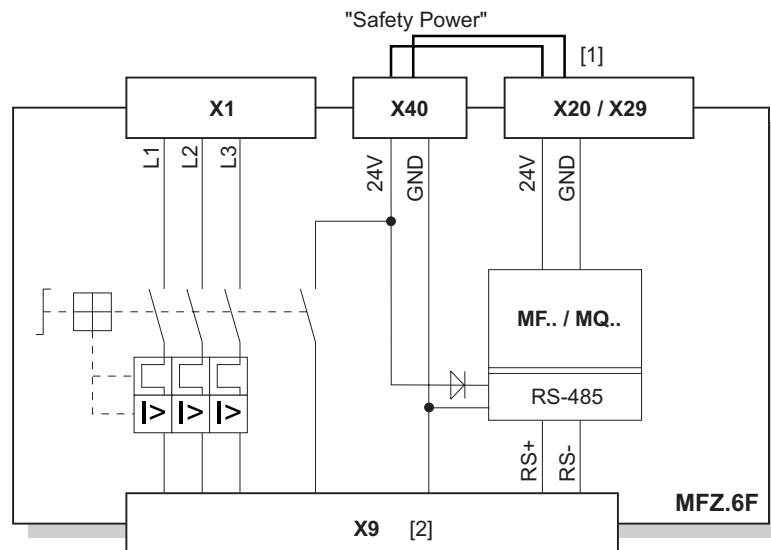 "Safety Power"
[1]
X1
X40
X20 / X29
L1
L2
L3
24V
GND
24V
GND
MF.. / MQ..
RS-485
I>
I>
I>
RS+
RS-
MFZ.6F
X9 [2]